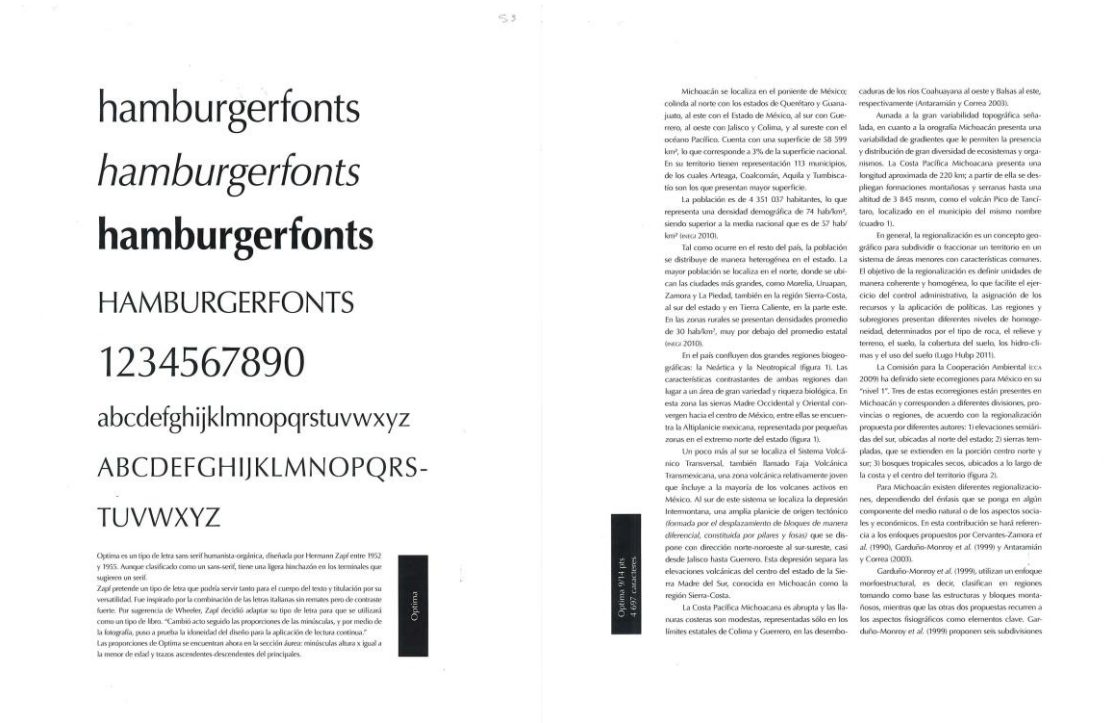 53
hamburgerfonts
hamburgerfonts
hamburgerfonts
HAMBURGERFONTS
1234567890
abcdefghijklmnopqrstuvwxyz
ABCDEFGHIJKLMNOPQRS-
TUVWXYZ
Optima es un tipo de letra sans serif humanista-orgánica, diseñada por Hermann Zapf entre 1952
y 1955. Aunque clasificado como un sans-serif, tiene una ligera hinchazón en los terminales que
sugieren un serif.
Zapf pretende un tipo de letra que podría servir tanto para el cuerpo del texto y titulación por su
versatilidad. Fue inspirado por la combinación de las letras italianas sin remates pero de contraste
fuerte. Por sugerencia de Wheeler, Zapf decidió adaptar su tipo de letra para que se utilizará
como un tipo de libro. "Cambió acto seguido las proporciones de las minúsculas, y por medio de
la fotografía, puso a prueba la idoneidad del diseño para la aplicación de lectura continua."
Las proporciones de Optima se encuentran ahora en la sección áurea: minúsculas altura x igual a
la menor de edad y trazos ascendentes-descendentes del principales.
Optima
Michoacán se localiza en el poniente de México;
colinda al norte con los estados de Querétaro y Guana-
juato, al este con el Estado de México, al sur con Gue-
rrero, al oeste con Jalisco y Colima, y al sureste con el
océano Pacífico. Cuenta con una superficie de 58 599
km², lo que corresponde a 3% de la superficie nacional.
En su territorio tienen representación 113 municipios,
de los cuales Arteaga, Coalcomán, Aquila y Tumbisca-
tío son los que presentan mayor superficie.
La población es de 4 351 037 habitantes, lo que
representa una densidad demográfica de 74 hab/km²,
siendo superior a la media nacional que es de 57 hab/
km² (INEGI 2010).
Tal como ocurre en el resto del país, la población
se distribuye de manera heterogénea en el estado. La
mayor población se localiza en el norte, donde se ubi-
can las ciudades más grandes, como Morelia, Uruapan,
Zamora y La Piedad, también en la región Sierra-Costa,
al sur del estado y en Tierra Caliente, en la parte este.
En las zonas rurales se presentan densidades promedio
de 30 hab/km², muy por debajo del promedio estatal
(INEGI 2010).
En el país confluyen dos grandes regiones biogeo-
gráficas: la Neártica y la Neotropical (figura 1). Las
características contrastantes de ambas regiones dan
lugar a un área de gran variedad y riqueza biológica. En
esta zona las sierras Madre Occidental y Oriental con-
vergen hacia el centro de México, entre ellas se encuen-
tra la Altiplanicie mexicana, representada por pequeñas
zonas en el extremo norte del estado (figura 1).
Un poco más al sur se localiza el Sistema Volcá-
nico Transversal, también llamado Faja Volcánica
Transmexicana, una zona volcánica relativamente joven
que incluye a la mayoría de los volcanes activos en
México. Al sur de este sistema se localiza la depresión
Intermontana, una amplia planicie de origen tectónico
(formada por el desplazamiento de bloques de manera
diferencial, constituida por pilares y fosas) que se dis-
pone con dirección norte-noroeste al sur-sureste, casi
desde Jalisco hasta Guerrero. Esta depresión separa las
elevaciones volcánicas del centro del estado de la Sie-
rra Madre del Sur, conocida en Michoacán como la
región Sierra-Costa.
La Costa Pacífica Michoacana es abrupta y las lla-
nuras costeras son modestas, representadas sólo en los
límites estatales de Colima y Guerrero, en las desembo-
caduras de los ríos Coahuayana al oeste y Balsas al este,
respectivamente (Antaramián y Correa 2003).
Aunada a la gran variabilidad topográfica seña-
lada, en cuanto a la orografía Michoacán presenta una
variabilidad de gradientes que le permiten la presencia
y distribución de gran diversidad de ecosistemas y orga-
nismos. La Costa Pacífica Michoacana presenta una
longitud aproximada de 220 km; a partir de ella se des-
pliegan formaciones montañosas y serranas hasta una
altitud de 3 845 msnm, como el volcán Pico de Tancí-
taro, localizado en el municipio del mismo nombre
(cuadro 1).
En general, la regionalización es un concepto geo-
gráfico para subdividir o fraccionar un territorio en un
sistema de áreas menores con características comunes.
El objetivo de la regionalización es definir unidades de
manera coherente y homogénea, lo que facilite el ejer-
cicio del control administrativo, la asignación de los
recursos y la aplicación de políticas. Las regiones y
subregiones presentan diferentes niveles de homoge-
neidad, determinados por el tipo de roca, el relieve y
terreno, el suelo, la cobertura del suelo, los hidro-cli-
mas y el uso del suelo (Lugo Hubp 2011).
La Comisión para la Cooperación Ambiental (CCA
2009) ha definido siete ecorregiones para México en su
"nivel 1". Tres de estas ecorregiones están presentes en
Michoacán y corresponden a diferentes divisiones, pro-
vincias o regiones, de acuerdo con la regionalización
propuesta por diferentes autores: 1) elevaciones semiári-
das del sur, ubicadas al norte del estado; 2) sierras tem-
pladas, que se extienden en la porción centro norte y
sur; 3) bosques tropicales secos, ubicados a lo largo de
la costa y el centro del territorio (figura 2).
Para Michoacán existen diferentes regionalizacio-
nes, dependiendo del énfasis que se ponga en algún
componente del medio natural o de los aspectos socia-
les y económicos. En esta contribución se hará referen-
cia a los enfoques propuestos por Cervantes-Zamora et
al. (1990), Garduño-Monroy et al. (1999) y Antaramián
y Correa (2003).
Garduño-Monroy et al. (1999), utilizan un enfoque
morfoestructural, es decir, clasifican en regiones
tomando como base las estructuras y bloques monta-
ñosos, mientras que las otras dos propuestas recurren a
los aspectos fisiográficos como elementos clave. Gar-
duño-Monroy et al. (1999) proponen seis subdivisiones
Optima 9/14 pts
4 697 caracteres